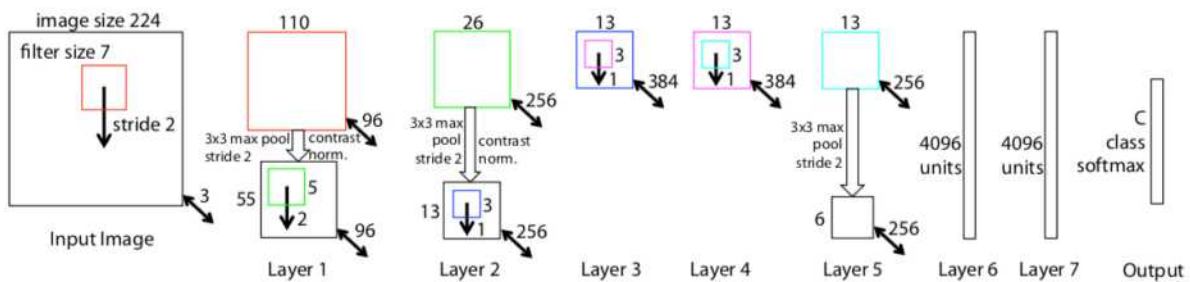 image size 224
filter size 7
stride 2
3
Input Image
110
96
3x3 max pool
stride 2
contrast
norm.
55
5
2
96
Layer 1
26
256
3x3 max
pool
stride 2
contrast
norm.
13
3
1
256
Layer 2
13
3
1
384
Layer 3
13
3
1
384
Layer 4
13
256
3x3 max
pool
stride 2
6
256
Layer 5
4096
units
Layer 6
4096
units
Layer 7
C
class
softmax
Output